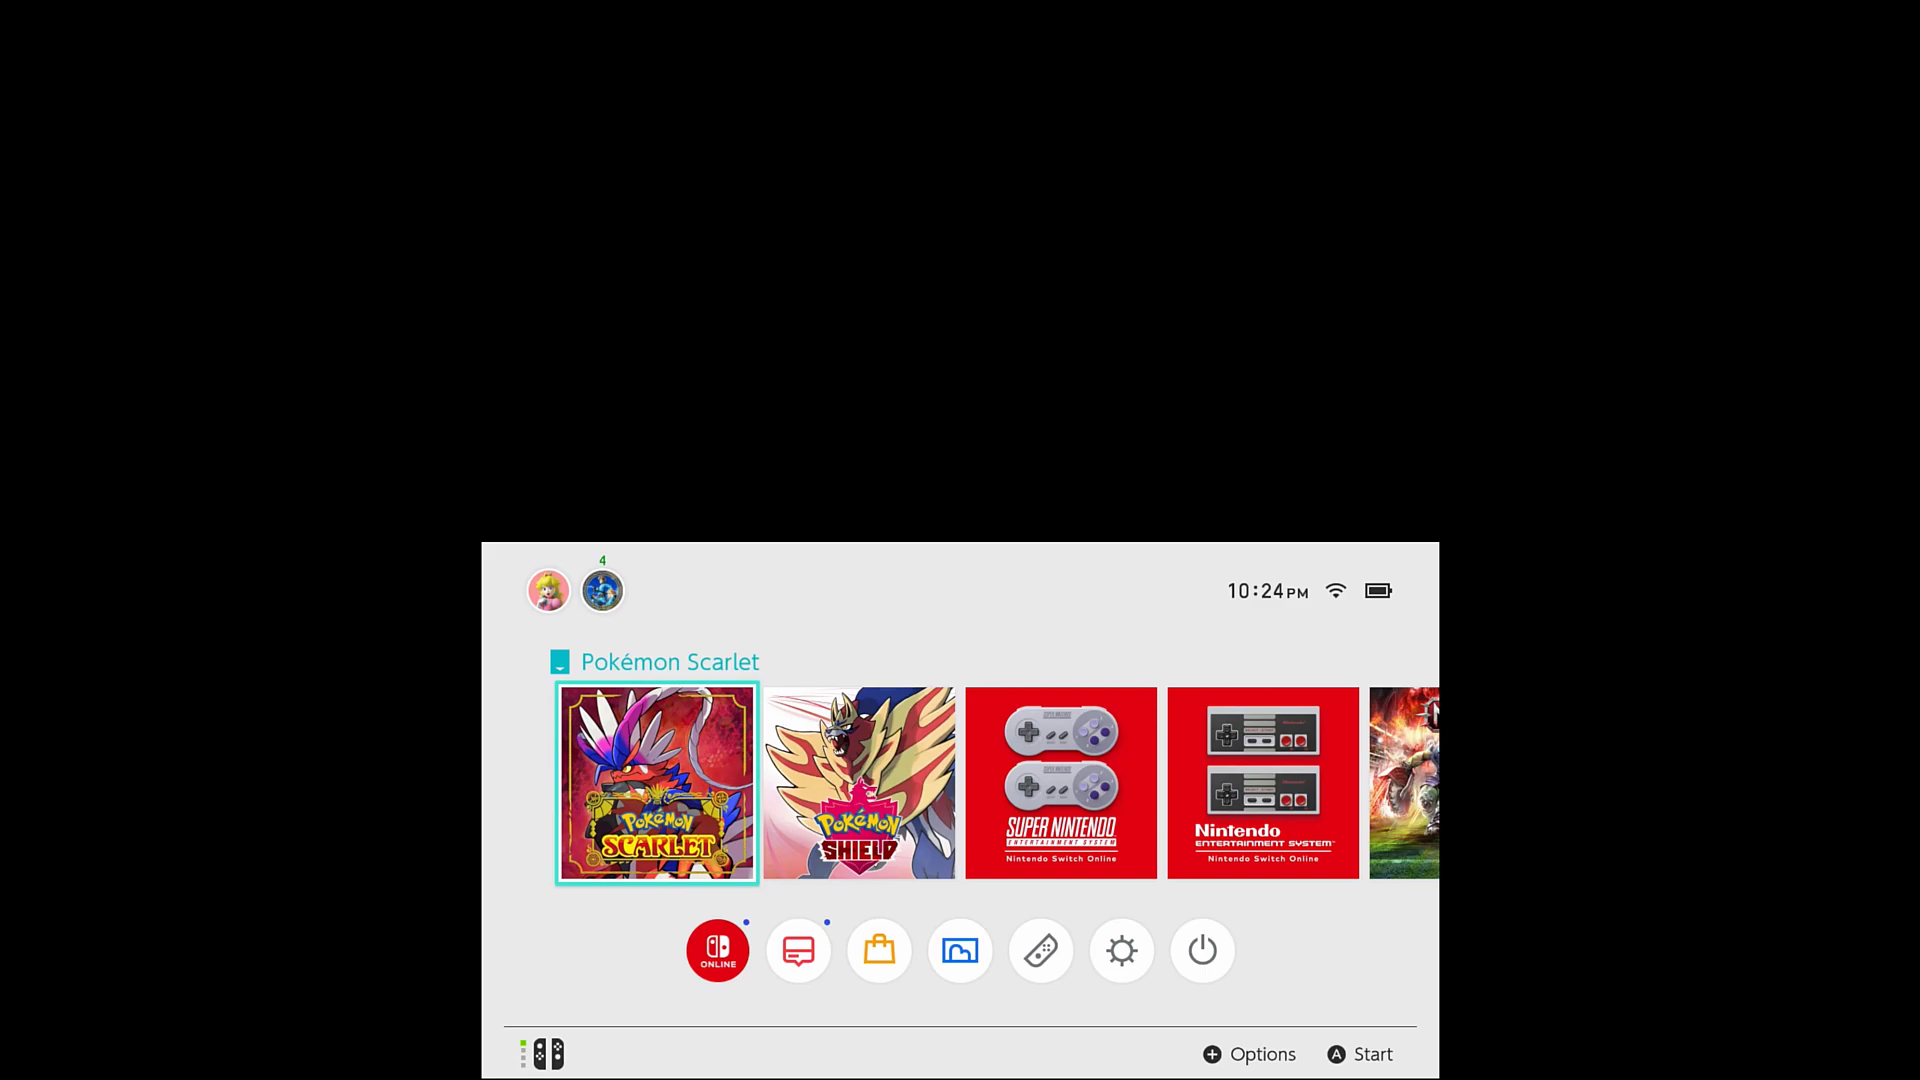 4
10:24PM
Pokémon Scarlet
POKÉMON
SCARLET
POKÉMON
SHIELD
SUPER NINTENDO
ENTERTAINMENT SYSTEM
Nintendo Switch Online
Nintendo
ENTERTAINMENT SYSTEM™
Nintendo Switch Online
ONLINE
+ Options
A Start